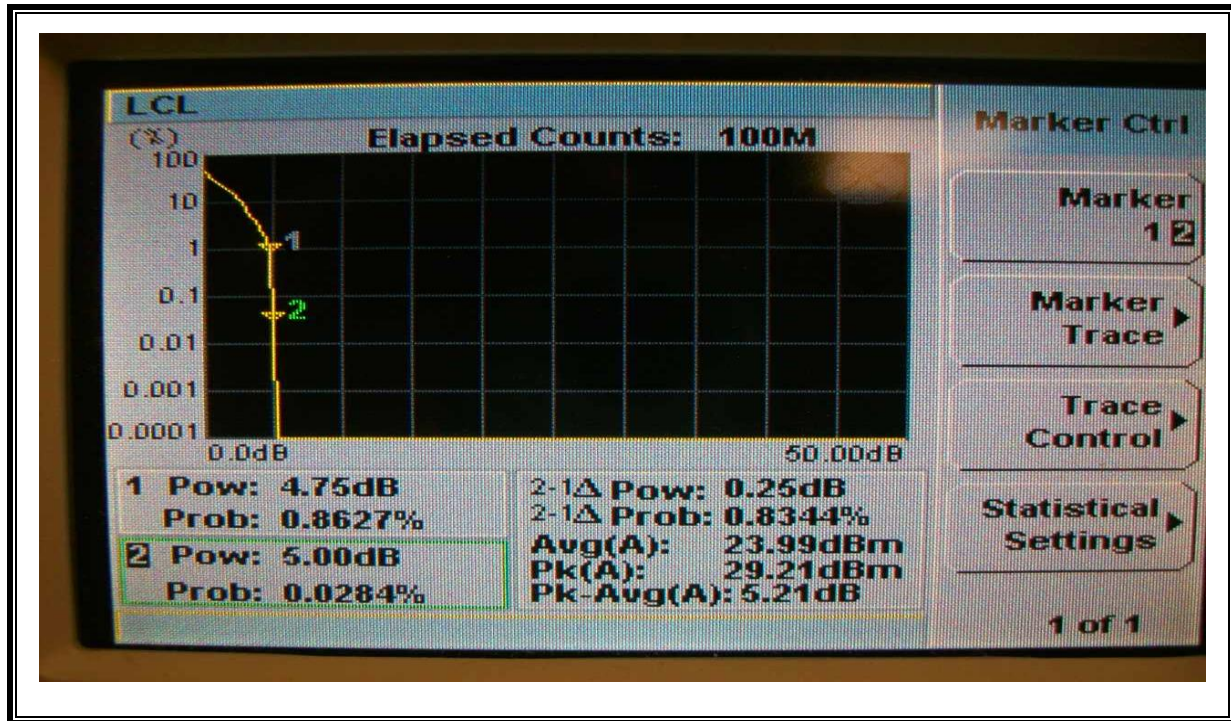 LCL
(%)
Elapsed Counts: 100M
100
10
1
0.1
0.01
0.001
0.0001
1
2
0.0dB
50.00dB
1 Pow: 4.75dB
Prob: 0.8627%
2 Pow: 5.00dB
Prob: 0.0284%
2-1Δ Pow: 0.25dB
2-1Δ Prob: 0.8344%
Avg(A): 23.99dBm
Pk(A): 29.21dBm
Pk-Avg(A): 5.21dB
Marker Ctrl
Marker
1 2
Marker
Trace
Trace
Control
Statistical
Settings
1 of 1